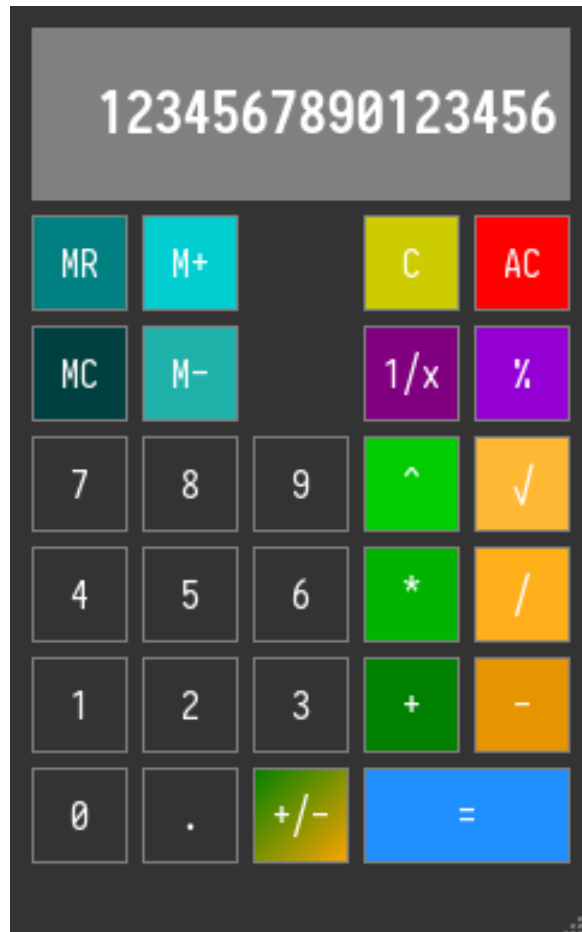 1234567890123456
MR M+ C AC
MC M- 1/x %
7 8 9 ^ √
4 5 6 * /
1 2 3 + -
0 . +/- =